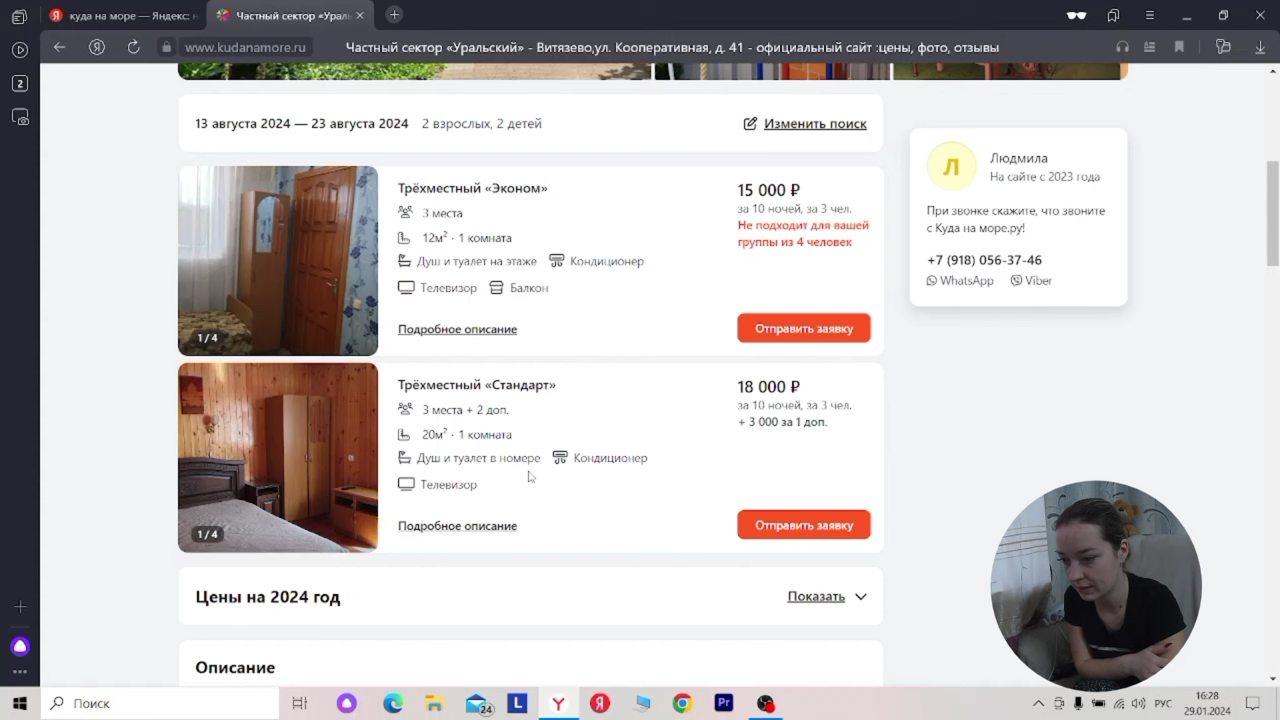 куда на море — Яндекс: н
Частный сектор «Ураль
www.kudanamore.ru
Частный сектор «Уральский» - Витязево,ул. Кооперативная, д. 41 - официальный сайт :цены, фото, отзывы
2
13 августа 2024 — 23 августа 2024 2 взрослых, 2 детей
Изменить поиск
Трёхместный «Эконом»
3 места
12м² · 1 комната
Душ и туалет на этаже Кондиционер
Телевизор Балкон
Подробное описание
1 / 4
15 000 ₽
за 10 ночей, за 3 чел.
Не подходит для вашей
группы из 4 человек
Отправить заявку
Трёхместный «Стандарт»
3 места + 2 доп.
20м² · 1 комната
Душ и туалет в номере Кондиционер
Телевизор
Подробное описание
1 / 4
18 000 ₽
за 10 ночей, за 3 чел.
+ 3 000 за 1 доп.
Отправить заявку
Цены на 2024 год
Показать
Описание
Л
Людмила
На сайте с 2023 года
При звонке скажите, что звоните
с Куда на море.ру!
+7 (918) 056-37-46
WhatsApp Viber
Поиск
24
L
Y
Я
Pr
РУС
16:28
29.01.2024